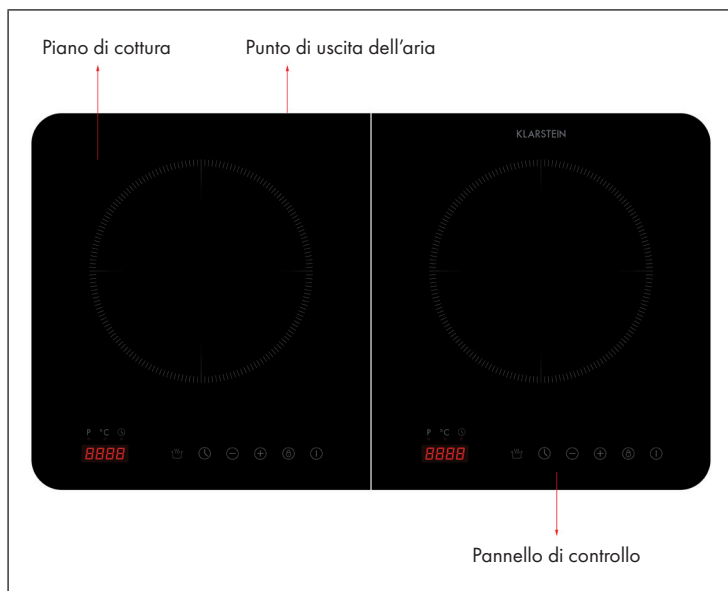 Piano di cottura
Punto di uscita dell’aria
KLARSTEIN
P °C
8888
P °C
8888
Pannello di controllo